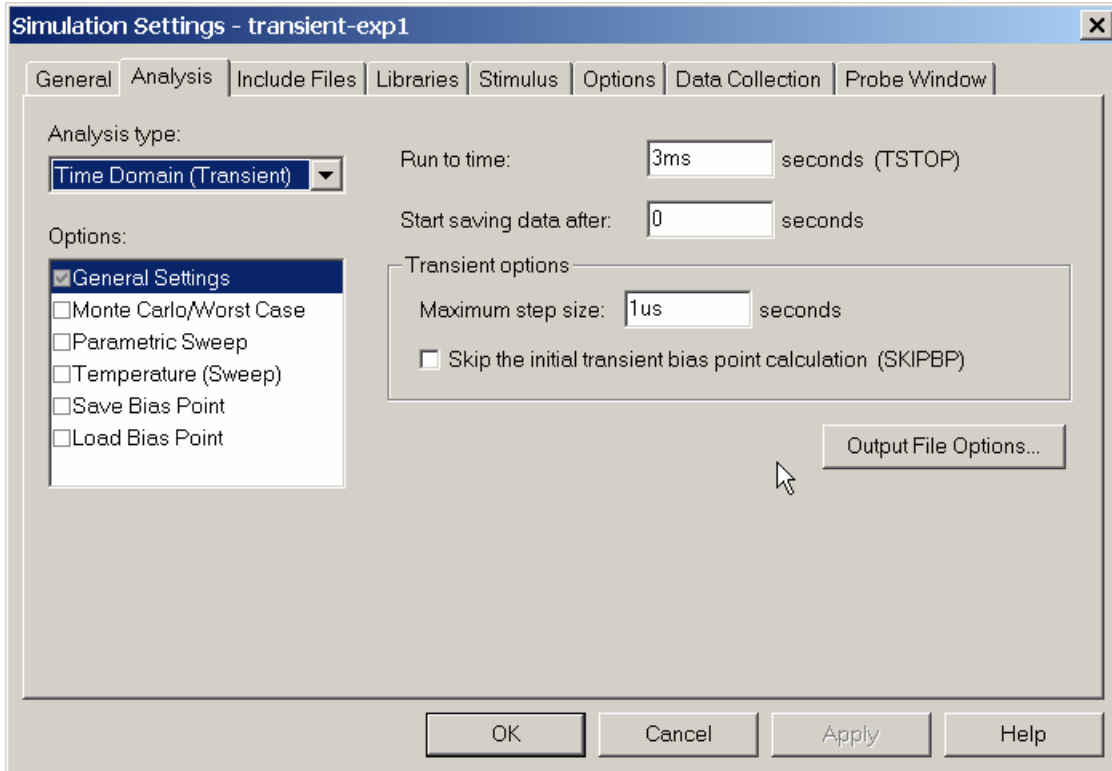 Simulation Settings - transient-exp1
General Analysis Include Files Libraries Stimulus Options Data Collection Probe Window
Analysis type:
Time Domain (Transient)
Options:
General Settings
Monte Carlo/Worst Case
Parametric Sweep
Temperature (Sweep)
Save Bias Point
Load Bias Point
Run to time: 3ms seconds (TSTOP)
Start saving data after: 0 seconds
Transient options
Maximum step size: 1us seconds
Skip the initial transient bias point calculation (SKIPBP)
Output File Options...
OK Cancel Apply Help